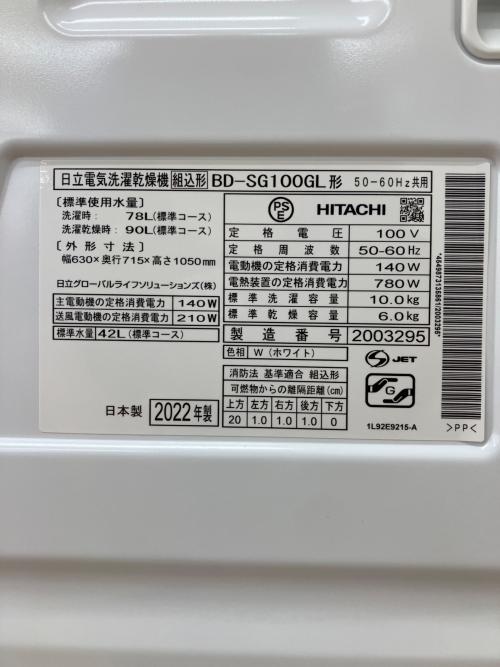 日立電気洗濯乾燥機 組込形 BD-SG100GL形 50-60Hz共用
〔標準使用水量〕
洗濯時： 78L(標準コース)
洗濯乾燥時： 90L(標準コース)
〔外形寸法〕
幅630×奥行715×高さ1050mm
日立グローバルライフソリューションズ(株)
主電動機の定格消費電力 140W
送風電動機の定格消費電力 210W
標準水量 42L(標準コース)
日本製 2022年製
PSE HITACHI
定格電圧 100V
定格周波数 50-60Hz
電動機の定格消費電力 140W
電熱装置の定格消費電力 780W
標準洗濯容量 10.0kg
標準乾燥容量 6.0kg
製造番号 2003295
色相 W(ホワイト)
消防法 基準適合 組込形
可燃物からの離隔距離(cm)
上方 左方 右方 後方 下方
20 1.0 1.0 1.0 0
S JET
G
1L92E9215-A
>PP<